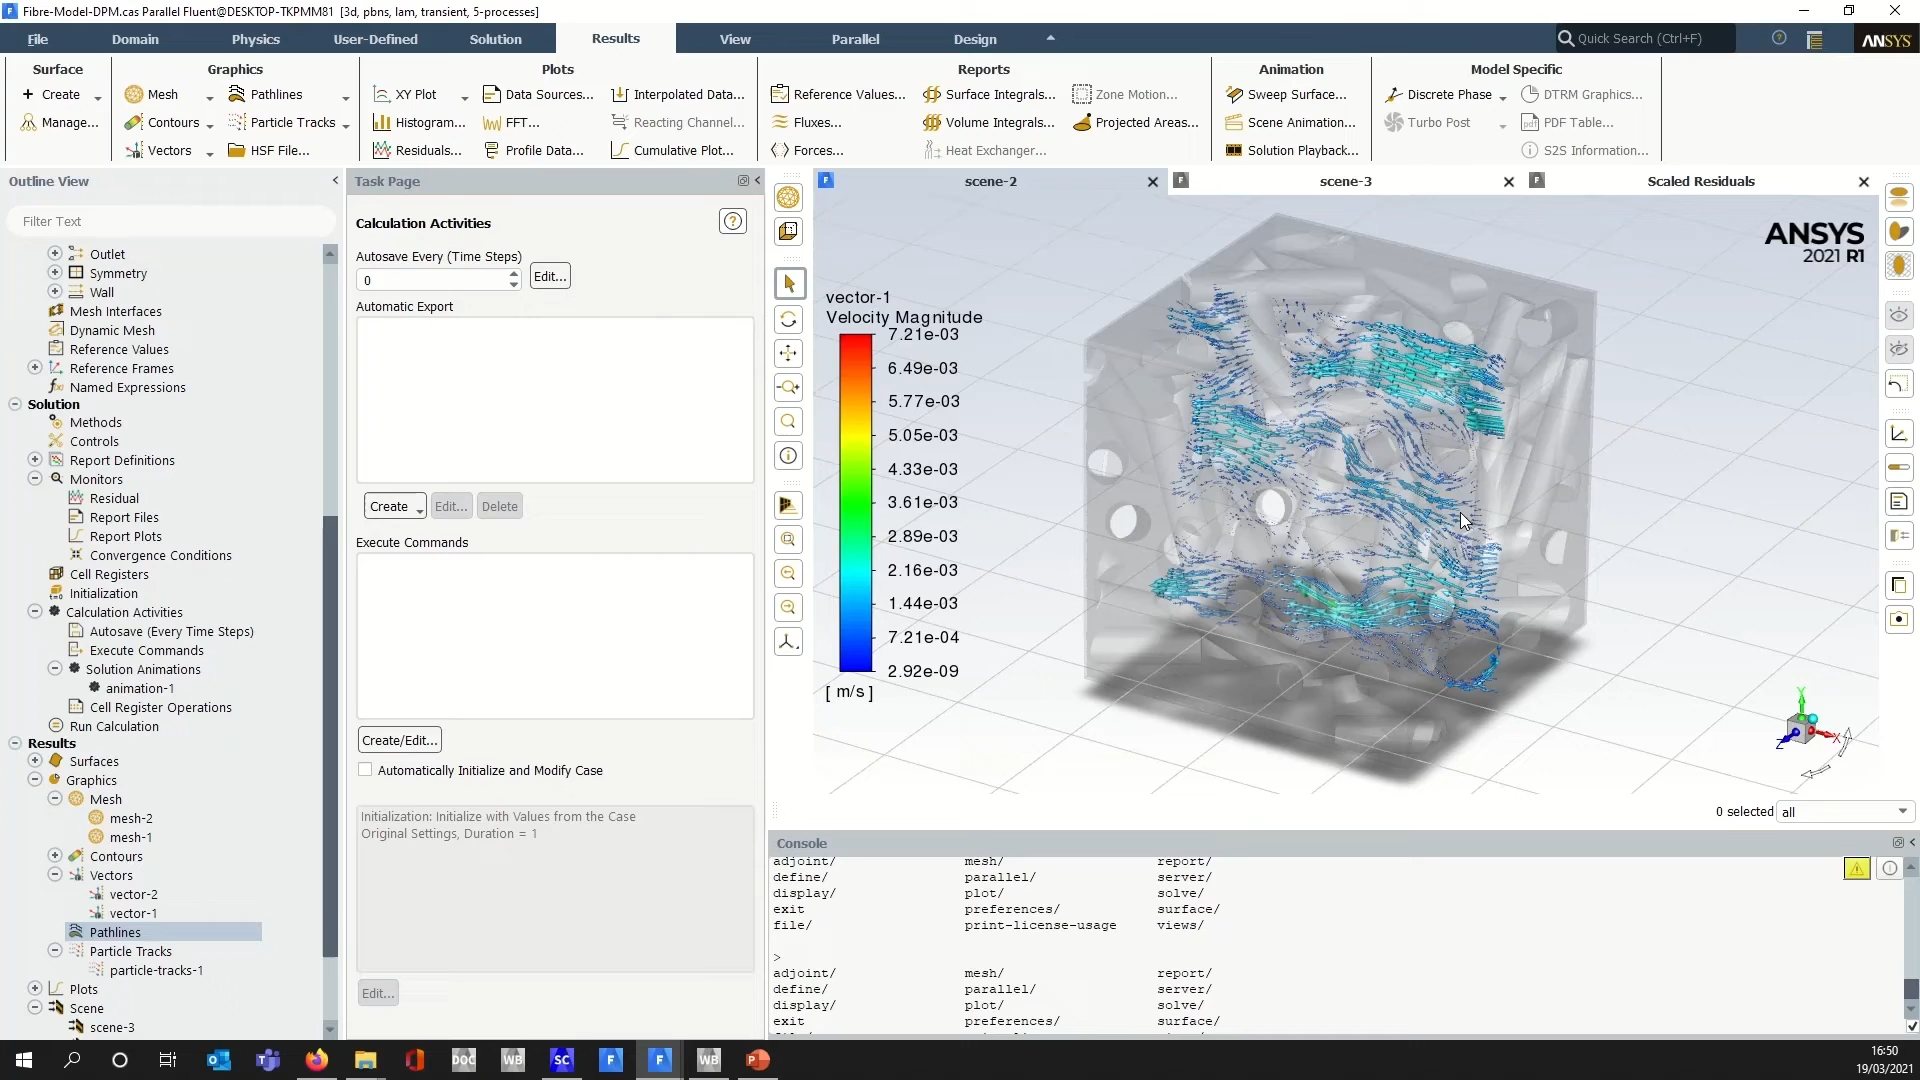 Fibre-Model-DPM.cas Parallel Fluent@DESKTOP-TKPMM81 [3d, pbns, lam, transient, 5-processes]
File Domain Physics User-Defined Solution Results View Parallel Design Quick Search (Ctrl+F) ANSYS
Surface Graphics Plots Reports Animation Model Specific
Create Mesh Pathlines XY Plot Data Sources... Interpolated Data... Reference Values... Surface Integrals... Zone Motion... Sweep Surface... Discrete Phase DTRM Graphics...
Manage... Contours Particle Tracks Histogram... FFT... Reacting Channel... Fluxes... Volume Integrals... Projected Areas... Scene Animation... Turbo Post PDF Table...
Vectors HSF File... Residuals... Profile Data... Cumulative Plot... Forces... Heat Exchanger... Solution Playback... S2S Information...
Outline View
Filter Text
Outlet
Symmetry
Wall
Mesh Interfaces
Dynamic Mesh
Reference Values
Reference Frames
Named Expressions
Solution
Methods
Controls
Report Definitions
Monitors
Residual
Report Files
Report Plots
Convergence Conditions
Cell Registers
Initialization
Calculation Activities
Autosave (Every Time Steps)
Execute Commands
Solution Animations
animation-1
Cell Register Operations
Run Calculation
Results
Surfaces
Graphics
Mesh
mesh-2
mesh-1
Contours
Vectors
vector-2
vector-1
Pathlines
Particle Tracks
particle-tracks-1
Plots
Scene
scene-3
Task Page
Calculation Activities
Autosave Every (Time Steps)
0 Edit...
Automatic Export
Create Edit... Delete
Execute Commands
Create/Edit...
Automatically Initialize and Modify Case
Initialization: Initialize with Values from the Case
Original Settings, Duration = 1
Edit...
scene-2 scene-3 Scaled Residuals
ANSYS
2021 R1
vector-1
Velocity Magnitude
7.21e-03
6.49e-03
5.77e-03
5.05e-03
4.33e-03
3.61e-03
2.89e-03
2.16e-03
1.44e-03
7.21e-04
2.92e-09
[ m/s ]
Y
X
Z
0 selected all
Console
adjoint/ mesh/ report/
define/ parallel/ server/
display/ plot/ solve/
exit preferences/ surface/
file/ print-license-usage views/
>
adjoint/ mesh/ report/
define/ parallel/ server/
display/ plot/ solve/
exit preferences/ surface/
DOC WB SC F F WB
16:50
19/03/2021